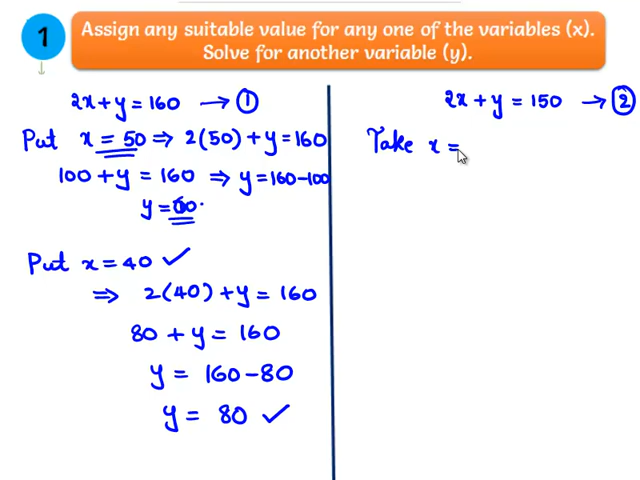 1
Assign any suitable value for any one of the variables (x).
Solve for another variable (y).
2x + y = 160 → ①
Put x = 50 ⇒ 2(50) + y = 160
100 + y = 160 ⇒ y = 160 - 100
y = 60.
Put x = 40 ✓
⇒ 2(40) + y = 160
80 + y = 160
y = 160 - 80
y = 80 ✓
2x + y = 150 → ②
Take x =